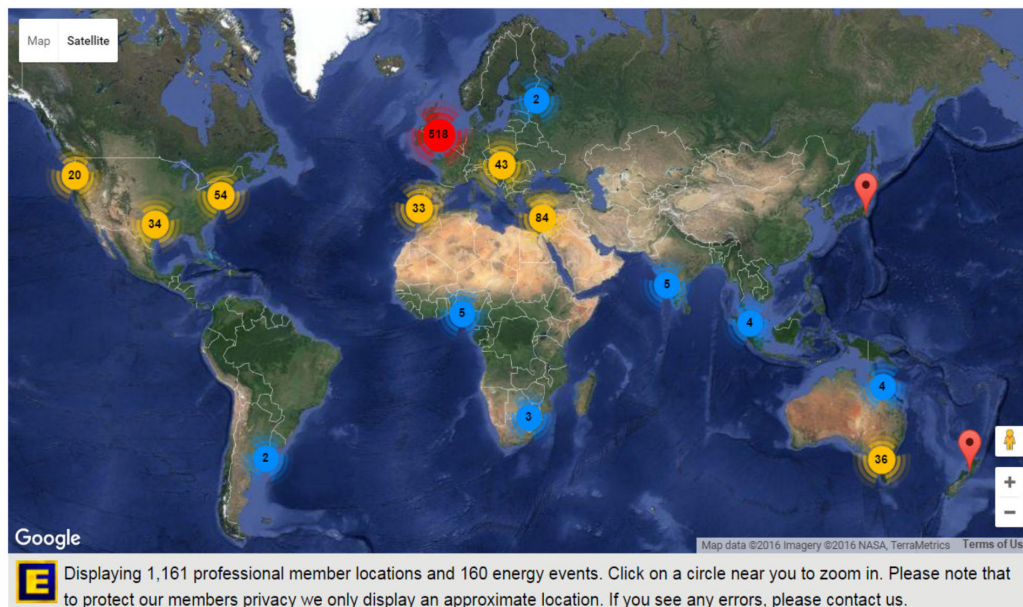 Map Satellite
2
518
43
20
54
33
84
34
5
5
4
4
3
2
36
+
−
Google
Map data ©2016 Imagery ©2016 NASA, TerraMetrics Terms of Us
E
Displaying 1,161 professional member locations and 160 energy events. Click on a circle near you to zoom in. Please note that
to protect our members privacy we only display an approximate location. If you see any errors, please contact us.